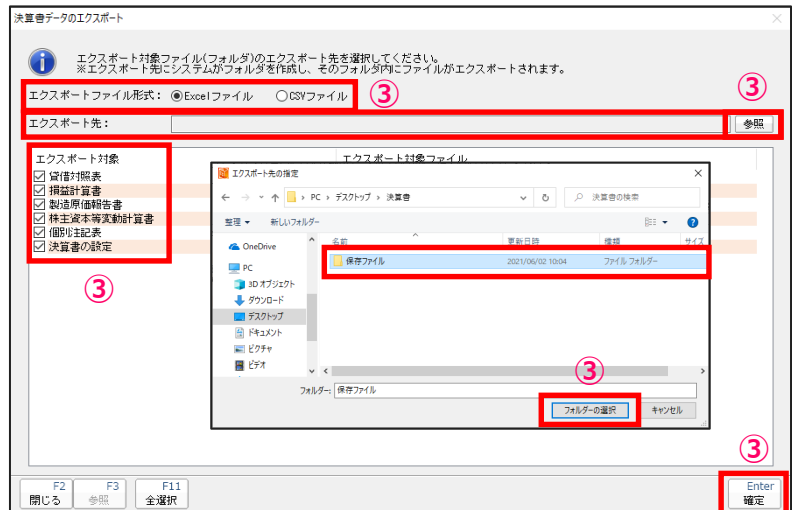 決算書データのエクスポート
エクスポート対象ファイル(フォルダ)のエクスポート先を選択してください。
※エクスポート先にシステムがフォルダを作成し、そのフォルダ内にファイルがエクスポートされます。
エクスポートファイル形式： Excelファイル CSVファイル ③
③
エクスポート先： 参照
エクスポート対象 エクスポート対象ファイル
貸借対照表
損益計算書
製造原価報告書
株主資本等変動計算書
個別注記表
決算書の設定
③
エクスポート先の指定
PC › デスクトップ › 決算書 決算書の検索
整理 新しいフォルダー
名前 更新日時 種類 サイズ
保存ファイル 2021/06/02 10:04 ファイル フォルダー
OneDrive
PC
3D オブジェクト
ダウンロード
デスクトップ
ドキュメント
ピクチャ
ビデオ
フォルダー: 保存ファイル
③
フォルダーの選択 キャンセル
③
F2 F3 F11 Enter
閉じる 参照 全選択 確定